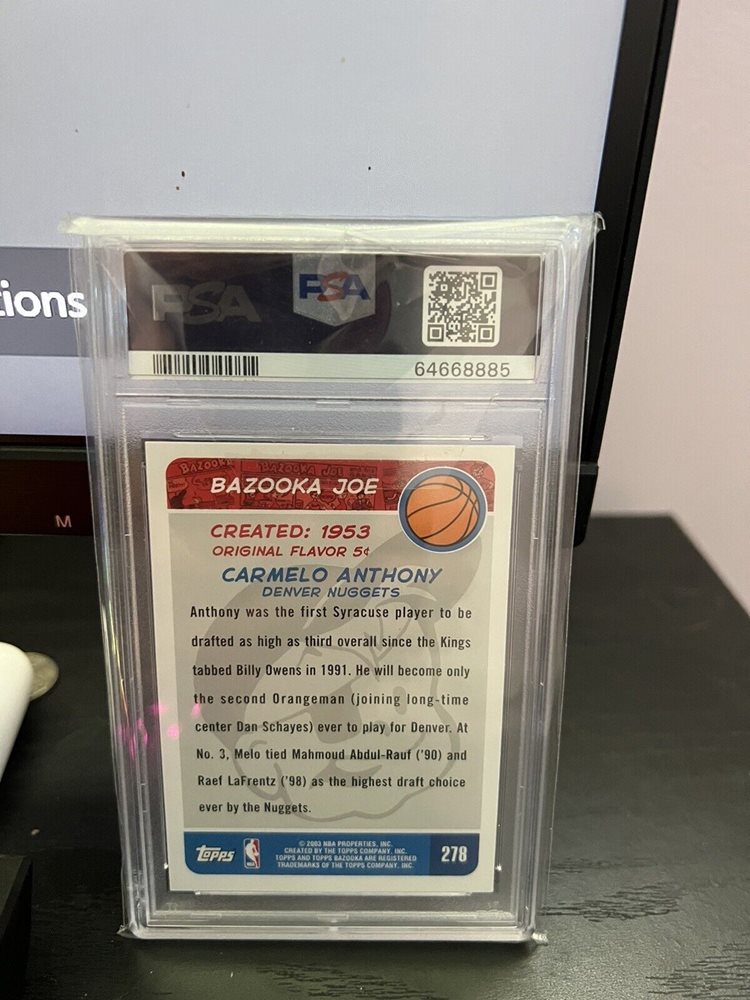 ions
PSA
PSA
64668885
M
BAZOOKA
BAZOOKA JOE
BAZOOKA JOE
CREATED: 1953
ORIGINAL FLAVOR 5¢
CARMELO ANTHONY
DENVER NUGGETS
Anthony was the first Syracuse player to be
drafted as high as third overall since the Kings
tabbed Billy Owens in 1991. He will become only
the second Orangeman (joining long-time
center Dan Schayes) ever to play for Denver. At
No. 3, Melo tied Mahmoud Abdul-Rauf ('90) and
Raef LaFrentz ('98) as the highest draft choice
ever by the Nuggets.
Topps
© 2003 NBA PROPERTIES, INC.
CREATED BY THE TOPPS COMPANY, INC.
TOPPS AND TOPPS BAZOOKA ARE REGISTERED
TRADEMARKS OF THE TOPPS COMPANY, INC.
278